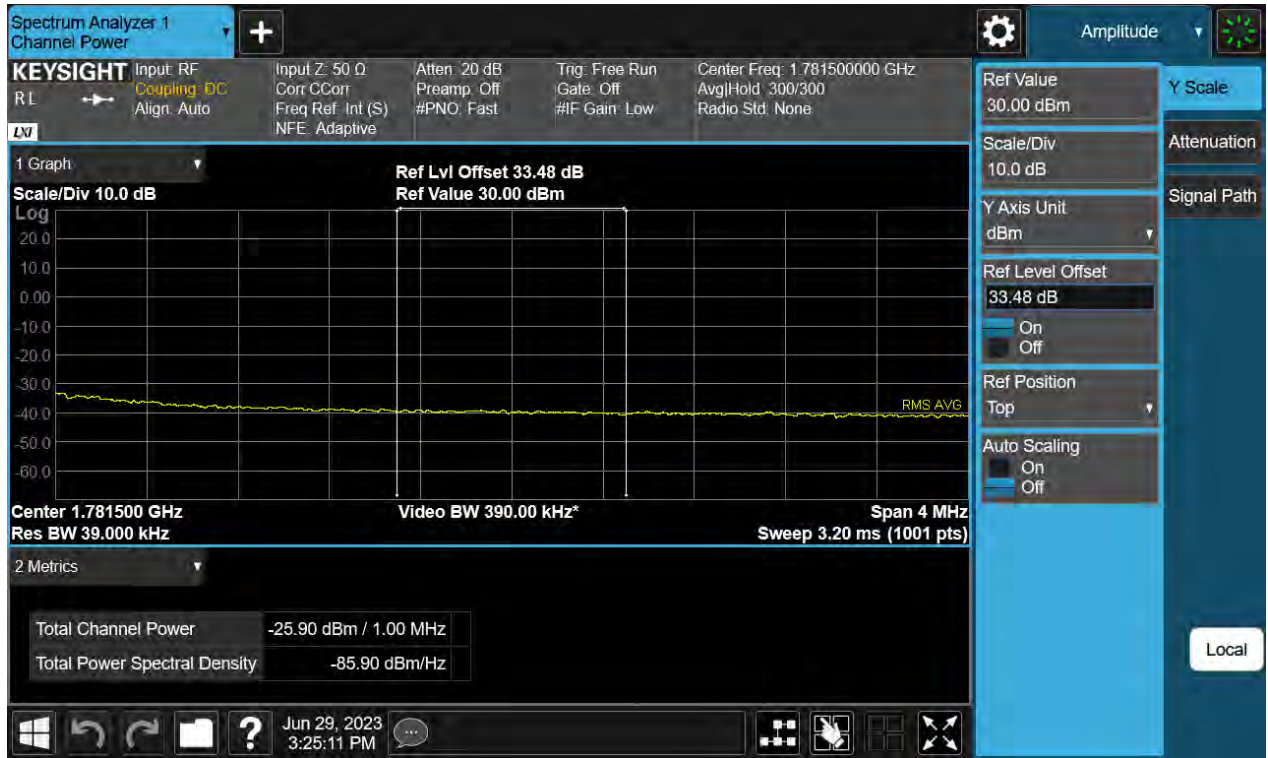 Spectrum Analyzer 1
Channel Power
+
Amplitude
KEYSIGHT
RL
LXI
Input: RF
Coupling: DC
Align: Auto
Input Z: 50 Ω
Corr CCorr
Freq Ref: Int (S)
NFE: Adaptive
Atten: 20 dB
Preamp: Off
#PNO: Fast
Trig: Free Run
Gate: Off
#IF Gain: Low
Center Freq: 1.781500000 GHz
Avg|Hold: 300/300
Radio Std: None
1 Graph
Scale/Div 10.0 dB
Ref Lvl Offset 33.48 dB
Ref Value 30.00 dBm
Log
20.0
10.0
0.00
-10.0
-20.0
-30.0
-40.0
-50.0
-60.0
RMS AVG
Center 1.781500 GHz
Res BW 39.000 kHz
Video BW 390.00 kHz*
Span 4 MHz
Sweep 3.20 ms (1001 pts)
2 Metrics
Total Channel Power -25.90 dBm / 1.00 MHz
Total Power Spectral Density -85.90 dBm/Hz
?
Jun 29, 2023
3:25:11 PM
Ref Value
30.00 dBm
Scale/Div
10.0 dB
Y Axis Unit
dBm
Ref Level Offset
33.48 dB
On
Off
Ref Position
Top
Auto Scaling
On
Off
Y Scale
Attenuation
Signal Path
Local